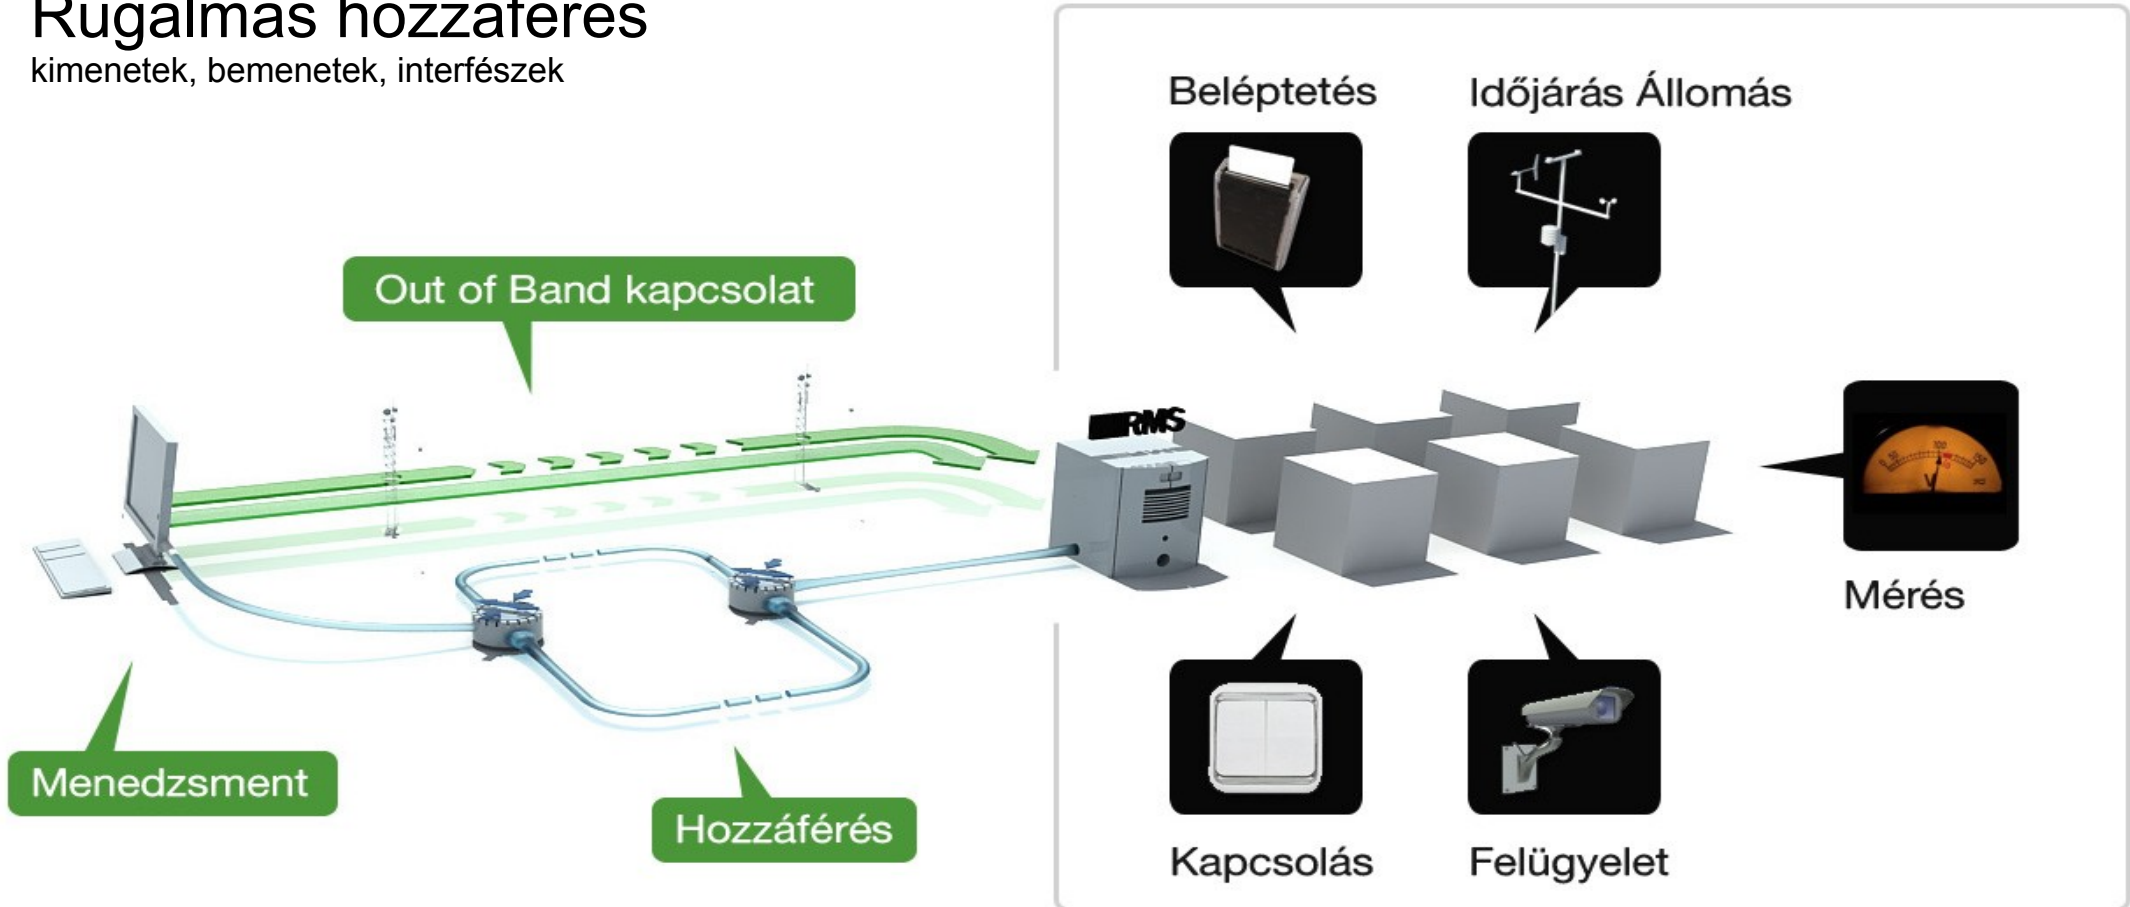 Rugalmas hozzáférés
kimenetek, bemenetek, interfészek
Beléptetés
Időjárás Állomás
Out of Band kapcsolat
RMS
Mérés
Menedzsment
Hozzáférés
Kapcsolás
Felügyelet